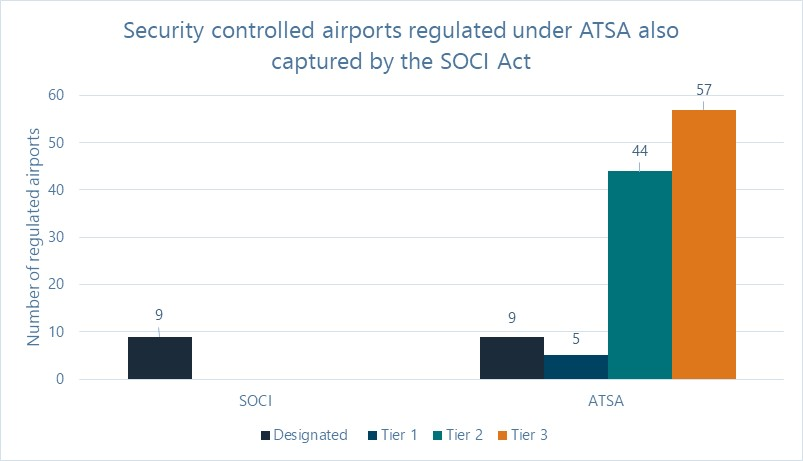 Security controlled airports regulated under ATSA also
captured by the SOCI Act
Number of regulated airports
60
50
40
30
20
10
0
9
9
5
44
57
SOCI
ATSA
Designated
Tier 1
Tier 2
Tier 3